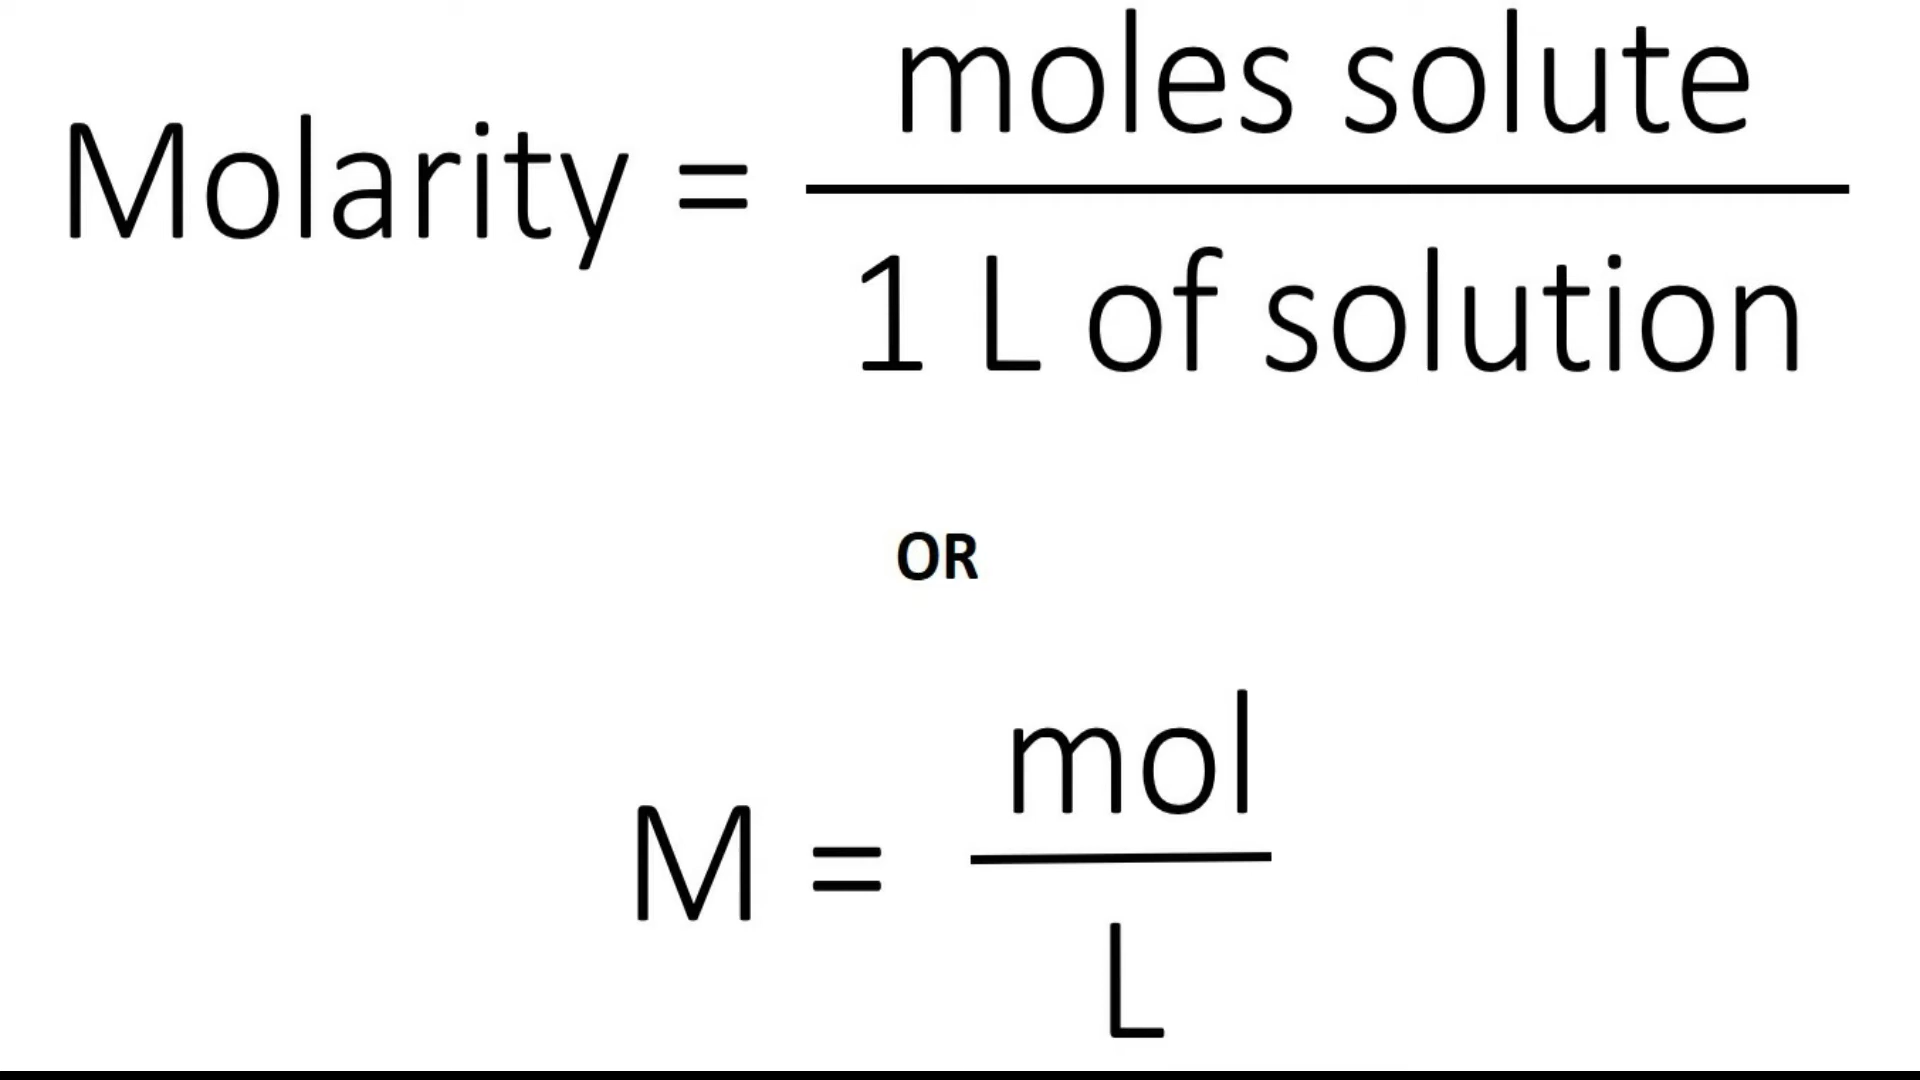 moles solute
Molarity =
1 L of solution
OR
mol
M =
L